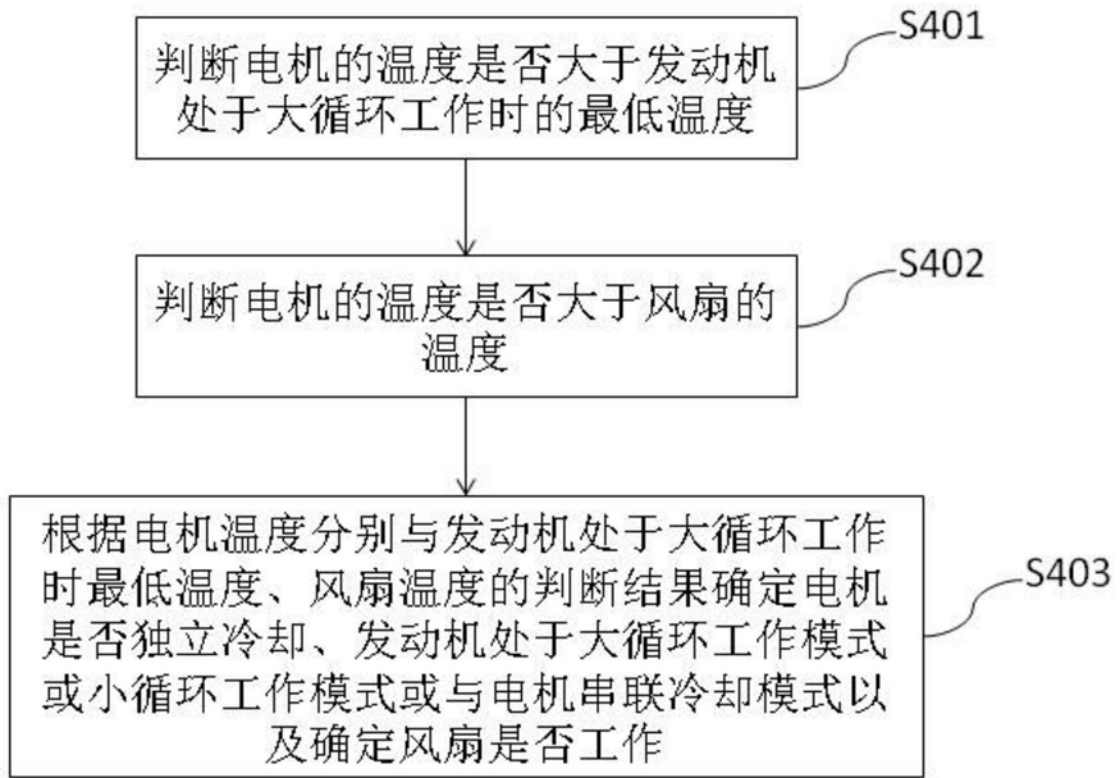 S401
判断电机的温度是否大于发动机
处于大循环工作时的最低温度
S402
判断电机的温度是否大于风扇的
温度
S403
根据电机温度分别与发动机处于大循环工作
时最低温度、风扇温度的判断结果确定电机
是否独立冷却、发动机处于大循环工作模式
或小循环工作模式或与电机串联冷却模式以
及确定风扇是否工作